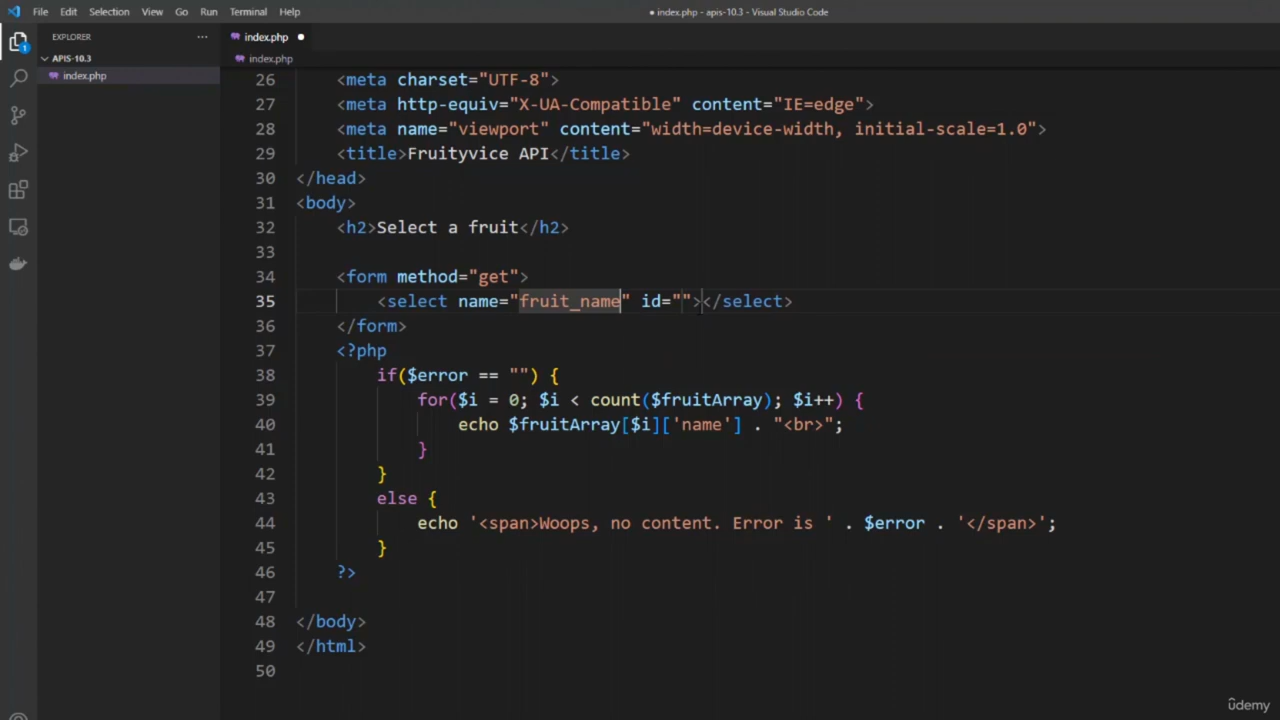 File Edit Selection View Go Run Terminal Help
● index.php - apis-10.3 - Visual Studio Code
EXPLORER ···
APIS-10.3
index.php
1
index.php ●
index.php
26 <meta charset="UTF-8">
27 <meta http-equiv="X-UA-Compatible" content="IE=edge">
28 <meta name="viewport" content="width=device-width, initial-scale=1.0">
29 <title>Fruityvice API</title>
30 </head>
31 <body>
32 <h2>Select a fruit</h2>
33
34 <form method="get">
35 <select name="fruit_name" id=""></select>
36 </form>
37 <?php
38 if($error == "") {
39 for($i = 0; $i < count($fruitArray); $i++) {
40 echo $fruitArray[$i]['name'] . "<br>";
41 }
42 }
43 else {
44 echo '<span>Woops, no content. Error is ' . $error . '</span>';
45 }
46 ?>
47
48 </body>
49 </html>
50
ûdemy